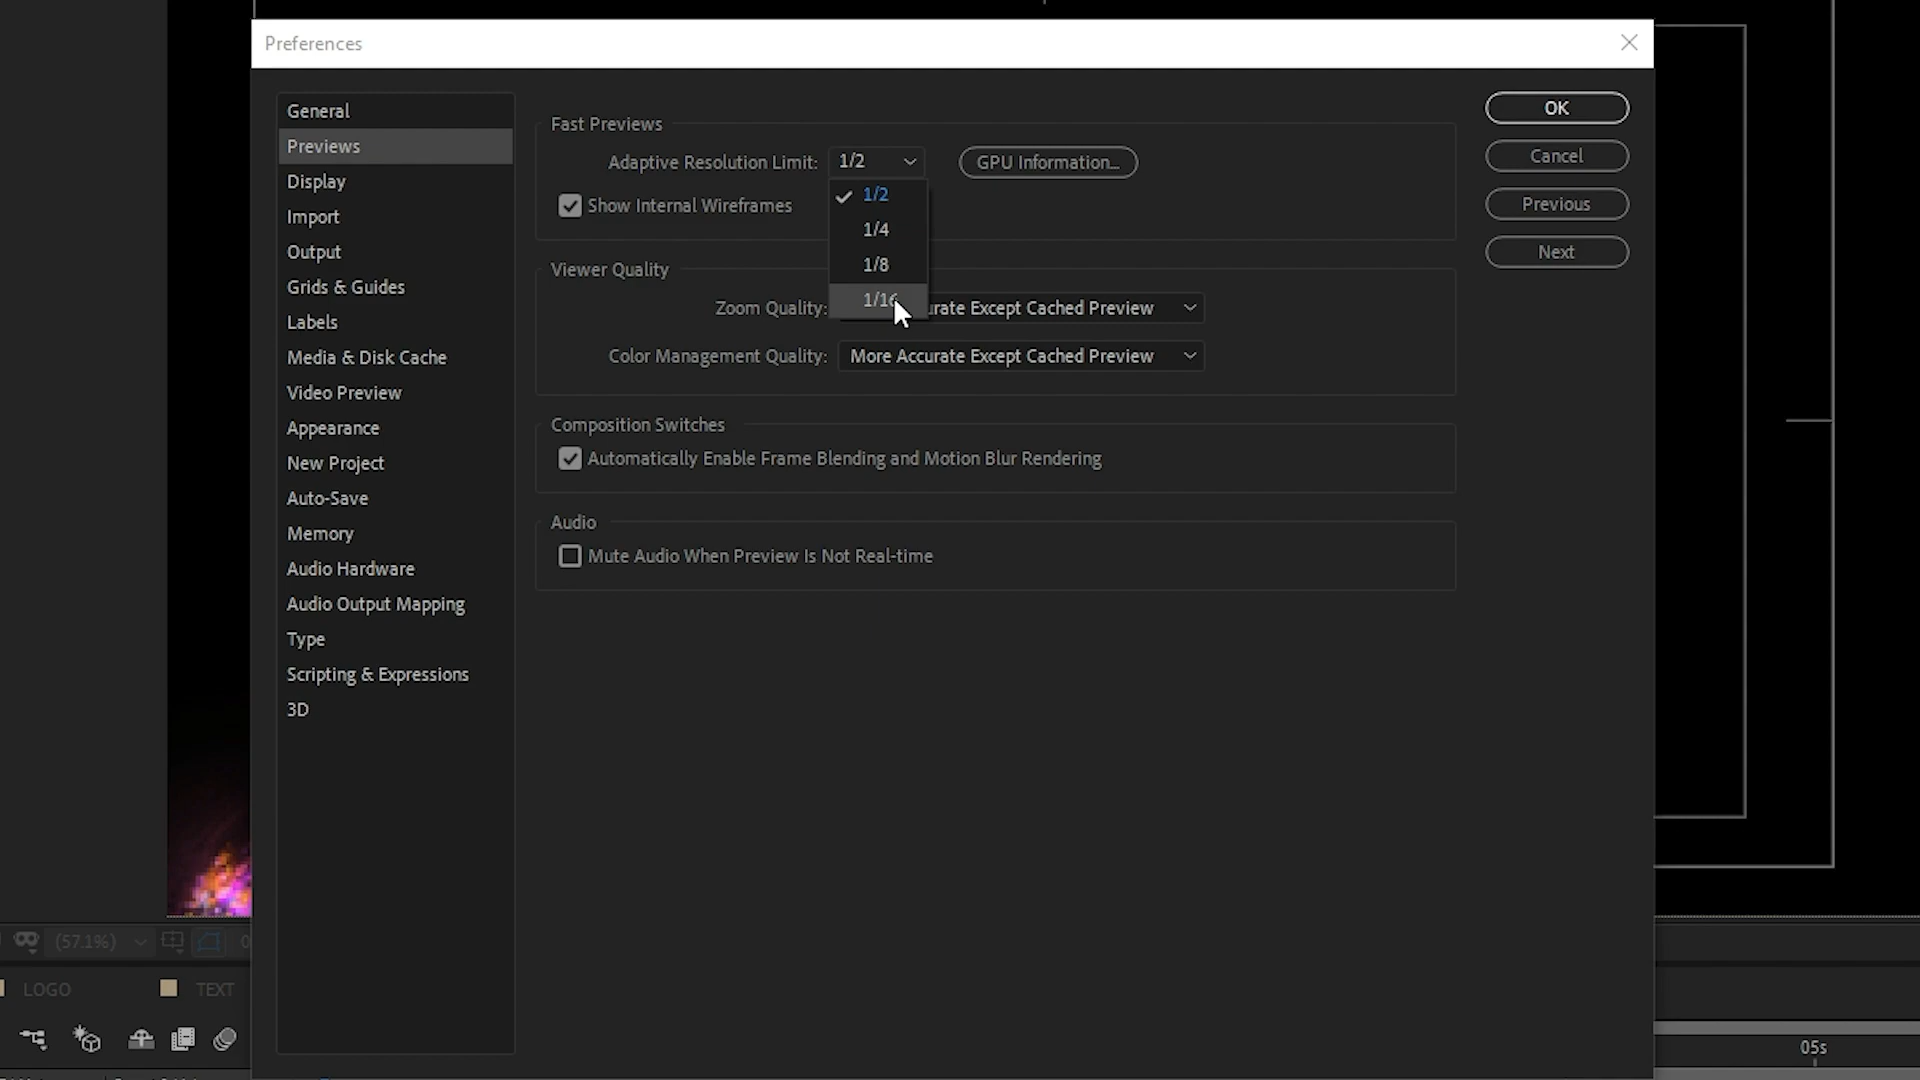 Preferences
General
Previews
Display
Import
Output
Grids & Guides
Labels
Media & Disk Cache
Video Preview
Appearance
New Project
Auto-Save
Memory
Audio Hardware
Audio Output Mapping
Type
Scripting & Expressions
3D
Fast Previews
Adaptive Resolution Limit: 1/2
GPU Information...
Show Internal Wireframes
1/2
1/4
1/8
1/16
Viewer Quality
Zoom Quality: Except Cached Preview
Color Management Quality: More Accurate Except Cached Preview
Composition Switches
Automatically Enable Frame Blending and Motion Blur Rendering
Audio
Mute Audio When Preview Is Not Real-time
OK
Cancel
Previous
Next
(57.1%)
LOGO
TEXT
05s